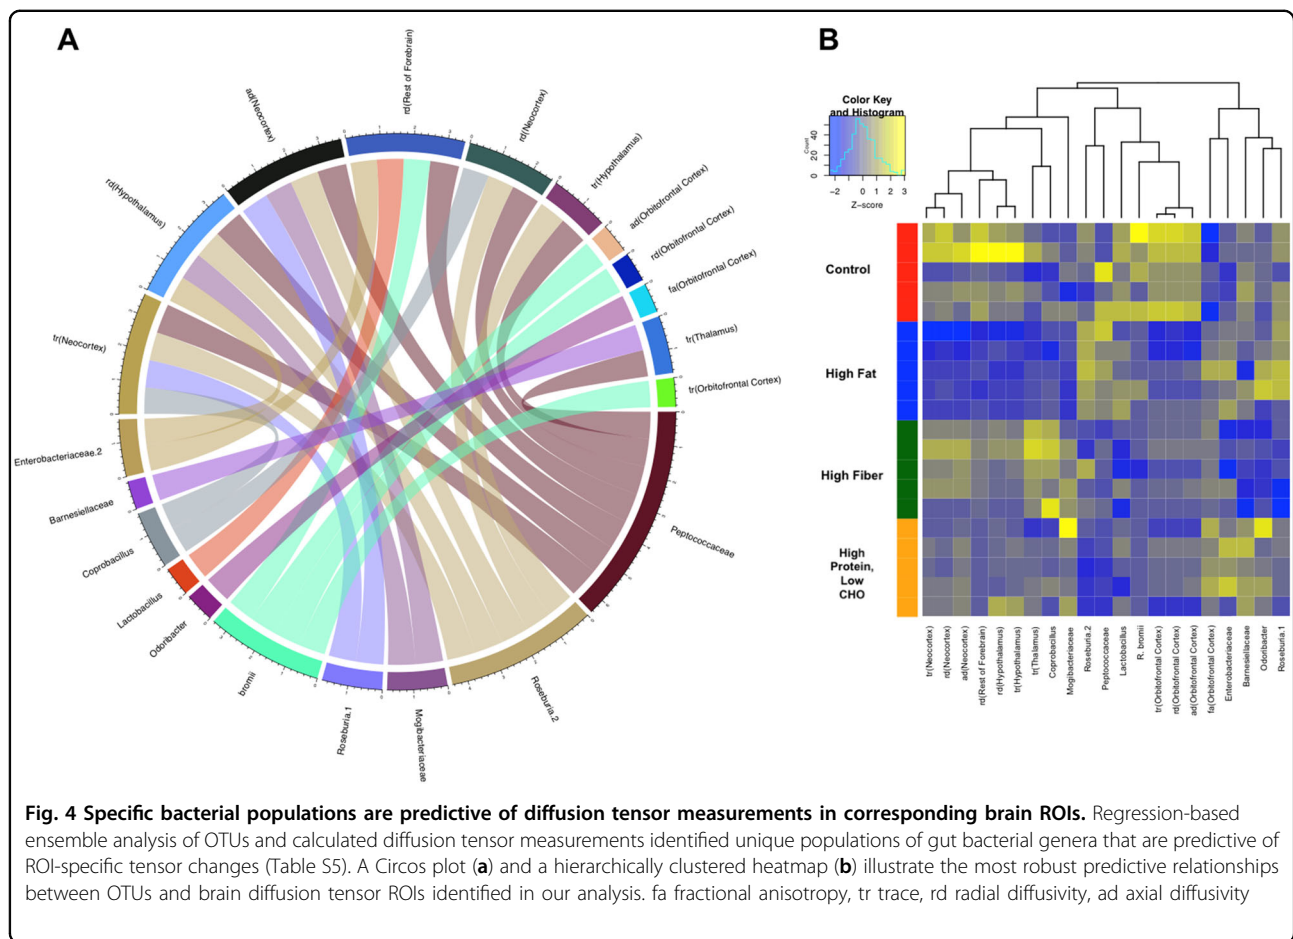 A
ad(Neocortex)
rd(Rest of Forebrain)
rd(Neocortex)
tr(Hypothalamus)
ad(Orbitofrontal Cortex)
rd(Orbitofrontal Cortex)
fa(Orbitofrontal Cortex)
tr(Thalamus)
tr(Orbitofrontal Cortex)
Peptococcaceae
Roseburia.2
Mogibacteriaceae
Roseburia.1
bromii
Odoribacter
Lactobacillus
Coprobacillus
Barnesiellaceae
Enterobacteriaceae.2
tr(Neocortex)
rd(Hypothalamus)
B
Color Key
and Histogram
Count
0 20 40
−2 0 2 3
Z−score
Control
High Fat
High Fiber
High
Protein,
Low
CHO
tr(Neocortex)
rd(Neocortex)
ad(Neocortex)
rd(Rest of Forebrain)
rd(Hypothalamus)
tr(Hypothalamus)
tr(Thalamus)
Coprobacillus
Mogibacteriaceae
Roseburia.2
Peptococcaceae
Lactobacillus
R. bromii
tr(Orbitofrontal Cortex)
rd(Orbitofrontal Cortex)
ad(Orbitofrontal Cortex)
fa(Orbitofrontal Cortex)
Enterobacteriaceae
Barnesiellaceae
Odoribacter
Roseburia.1
Fig. 4 Specific bacterial populations are predictive of diffusion tensor measurements in corresponding brain ROIs. Regression-based
ensemble analysis of OTUs and calculated diffusion tensor measurements identified unique populations of gut bacterial genera that are predictive of
ROI-specific tensor changes (Table S5). A Circos plot (a) and a hierarchically clustered heatmap (b) illustrate the most robust predictive relationships
between OTUs and brain diffusion tensor ROIs identified in our analysis. fa fractional anisotropy, tr trace, rd radial diffusivity, ad axial diffusivity